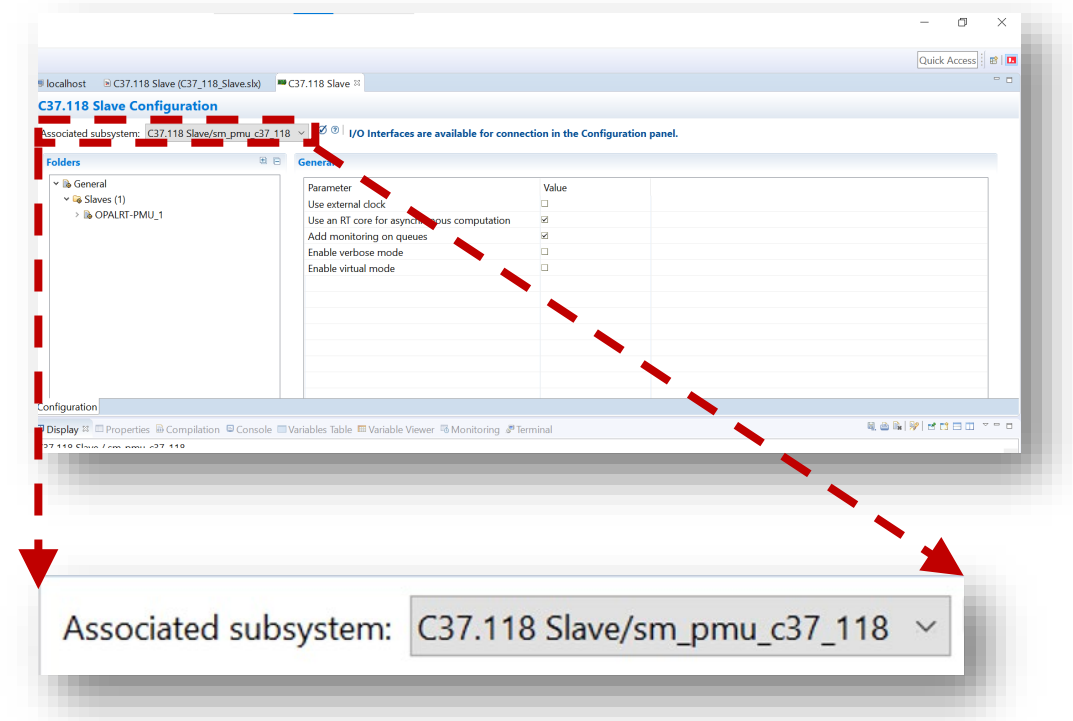 Quick Access
localhost C37.118 Slave (C37_118_Slave.slx) C37.118 Slave
C37.118 Slave Configuration
Associated subsystem: C37.118 Slave/sm_pmu_c37_118 I/O Interfaces are available for connection in the Configuration panel.
Folders General
General
Slaves (1)
OPALRT-PMU_1
Parameter Value
Use external clock
Use an RT core for asynchronous computation
Add monitoring on queues
Enable verbose mode
Enable virtual mode
Configuration
Display Properties Compilation Console Variables Table Variable Viewer Monitoring Terminal
C37.118 Slave / sm_pmu_c37_118
Associated subsystem: C37.118 Slave/sm_pmu_c37_118